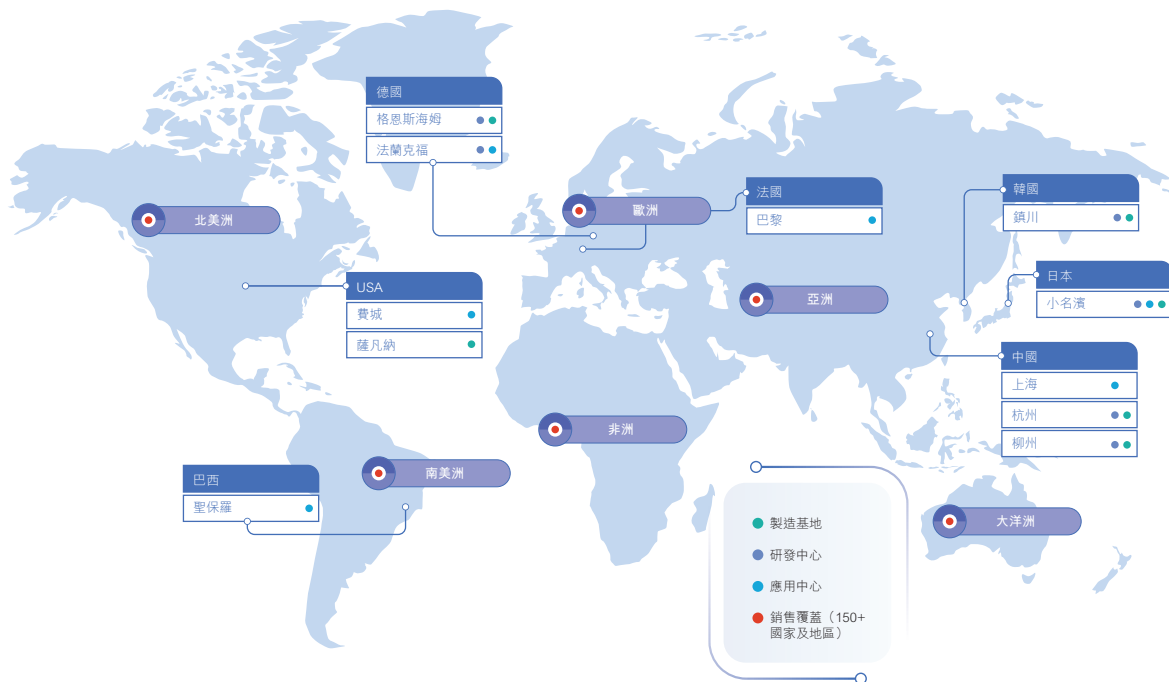 德國
格恩斯海姆
法蘭克福
北美洲
歐洲
法國
巴黎
韓國
鎮川
USA
費城
薩凡納
亞洲
日本
小名濱
中國
上海
杭州
柳州
非洲
南美洲
巴西
聖保羅
大洋洲
製造基地
研發中心
應用中心
銷售覆蓋（150+
國家及地區）